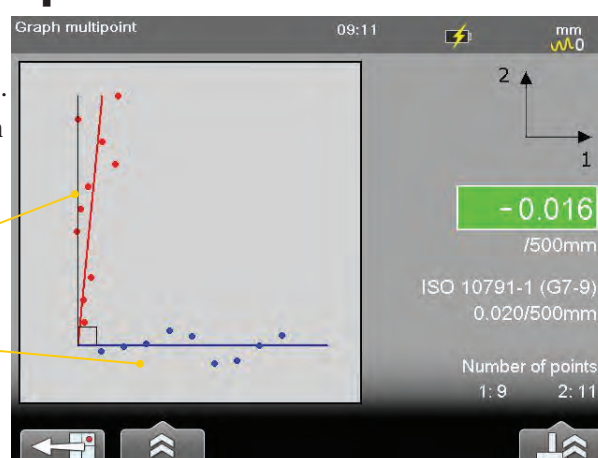 Graph multipoint 09:11 mm
0
2
1
- 0.016
/500mm
ISO 10791-1 (G7-9)
0.020/500mm
Number of points
1: 9 2: 11